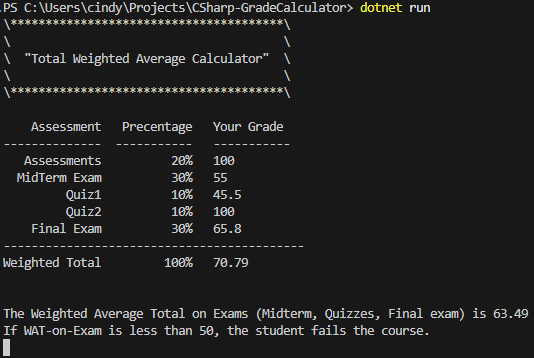 PS C:\Users\cindy\Projects\CSharp-GradeCalculator> dotnet run
\***************************************\
\                                       \
\  "Total Weighted Average Calculator"  \
\                                       \
\***************************************\
    Assessment   Precentage   Your Grade
--------------  -----------   -----------
   Assessments          20%   100
  MidTerm Exam          30%   55
         Quiz1          10%   45.5
         Quiz2          10%   100
    Final Exam          30%   65.8
-------------------------------------------
Weighted Total         100%   70.79
The Weighted Average Total on Exams (Midterm, Quizzes, Final exam) is 63.49
If WAT-on-Exam is less than 50, the student fails the course.